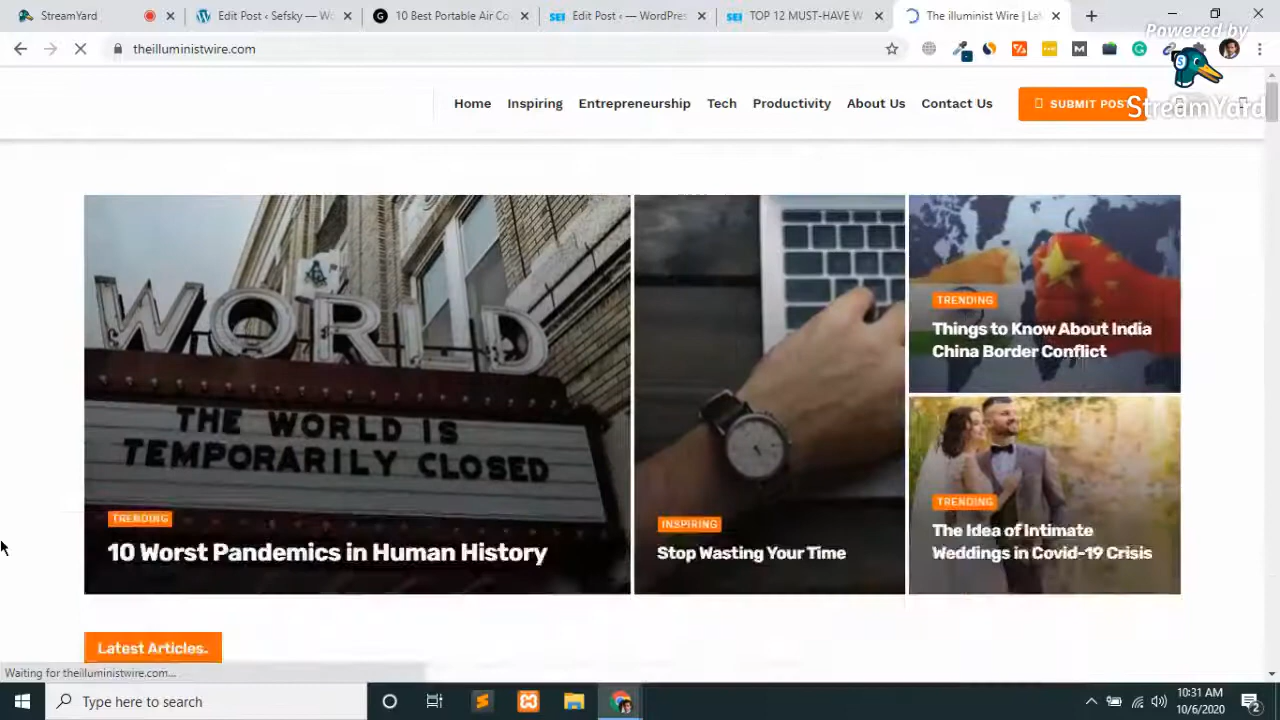 StreamYard
Edit Post ‹ Sefsky — Wo
10 Best Portable Air Co
Edit Post ‹ — WordPres
TOP 12 MUST-HAVE W
The illuminist Wire | Lat
Powered by
theilluministwire.com
StreamYard
Home
Inspiring
Entrepreneurship
Tech
Productivity
About Us
Contact Us
SUBMIT POST
WORLD
THE WORLD IS
TEMPORARILY CLOSED
TRENDING
10 Worst Pandemics in Human History
INSPIRING
Stop Wasting Your Time
TRENDING
Things to Know About India
China Border Conflict
TRENDING
The Idea of Intimate
Weddings in Covid-19 Crisis
Latest Articles.
Waiting for theilluministwire.com...
Type here to search
10:31 AM
10/6/2020
2